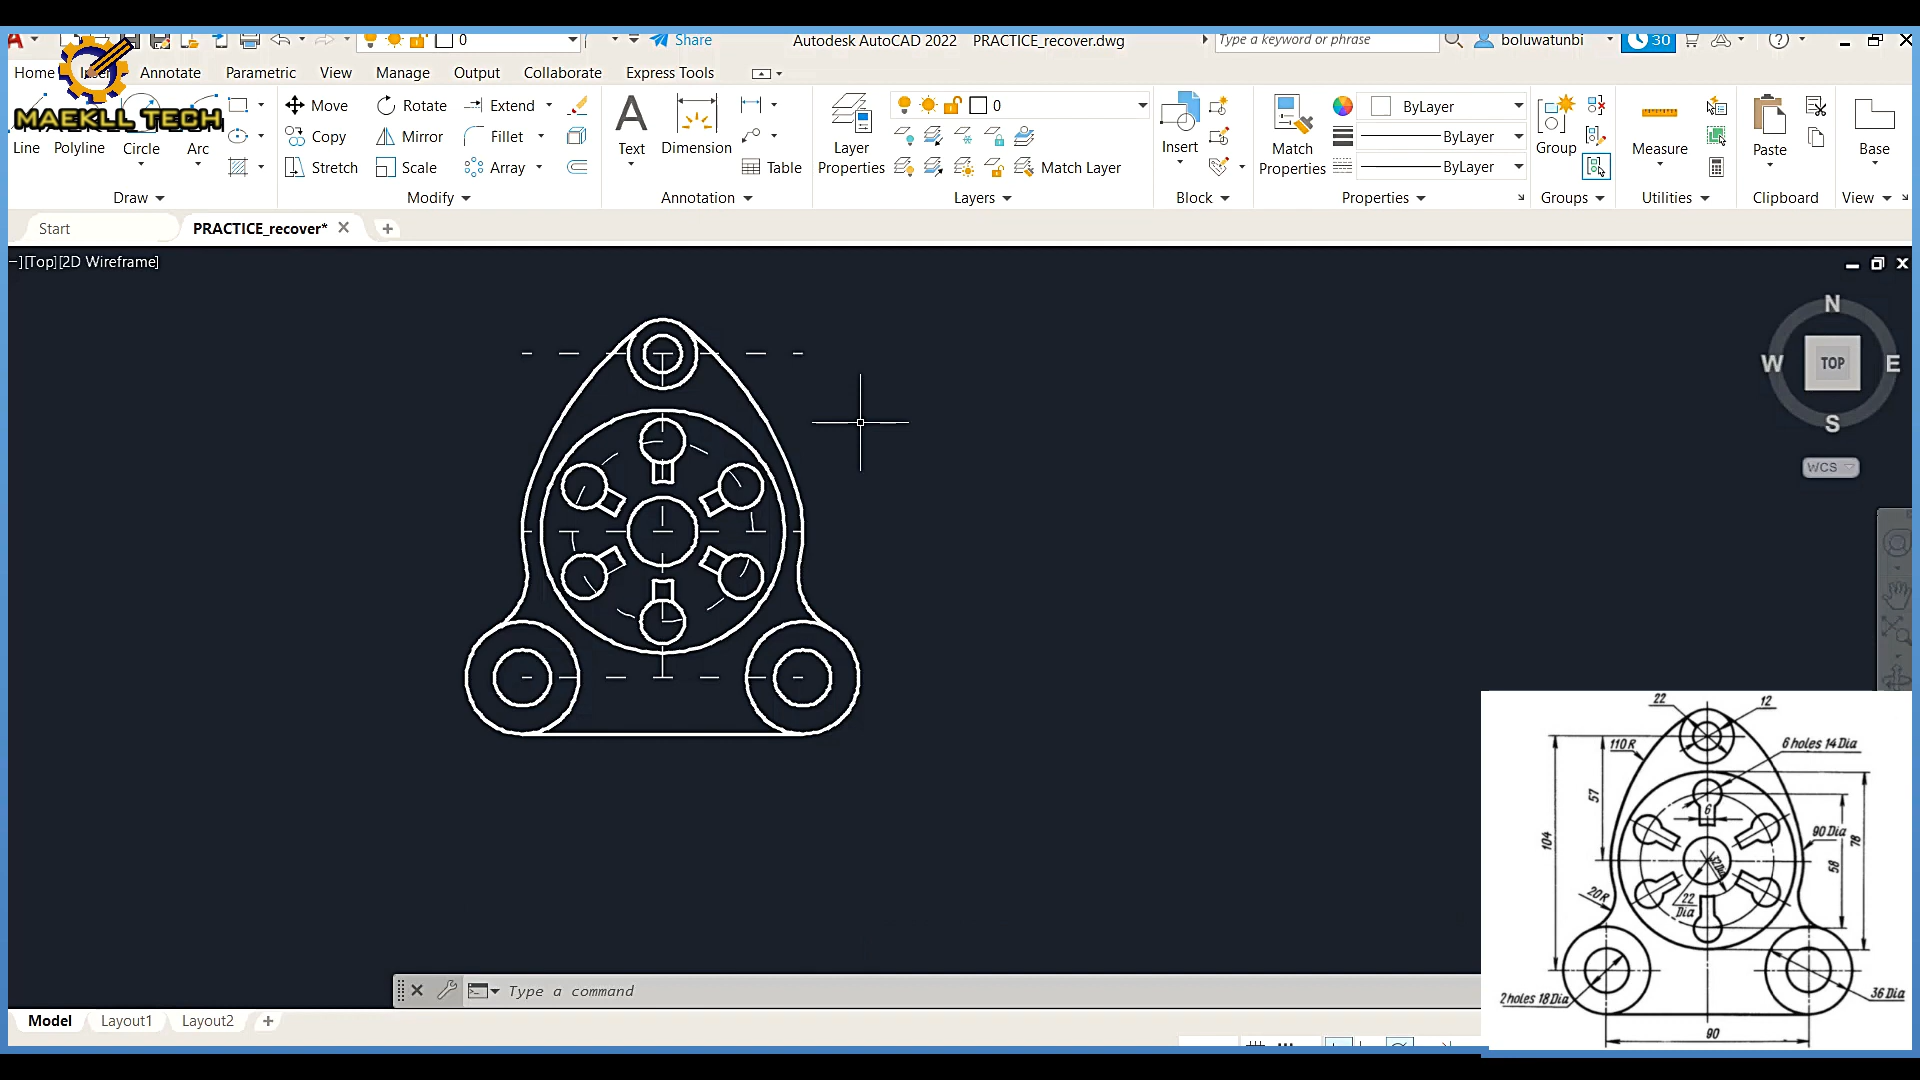 0
Share
Autodesk AutoCAD 2022 PRACTICE_recover.dwg
Type a keyword or phrase
boluwatunbi
30
Home
Annotate
Parametric
View
Manage
Output
Collaborate
Express Tools
MAEKLL TECH
Line
Polyline
Circle
Arc
Draw
Move
Rotate
Extend
Copy
Mirror
Fillet
Stretch
Scale
Array
Modify
Text
Dimension
Table
Annotation
Layer
Properties
0
Match Layer
Layers
Insert
Block
Match
Properties
ByLayer
ByLayer
ByLayer
Properties
Group
Groups
Measure
Utilities
Paste
Clipboard
Base
View
Start
PRACTICE_recover*
–][Top][2D Wireframe]
N
W
TOP
E
S
WCS
22
12
110R
6 holes 14 Dia
57
6
104
90 Dia
78
58
20R
22
Dia
2 holes 18 Dia
36 Dia
90
Type a command
Model
Layout1
Layout2